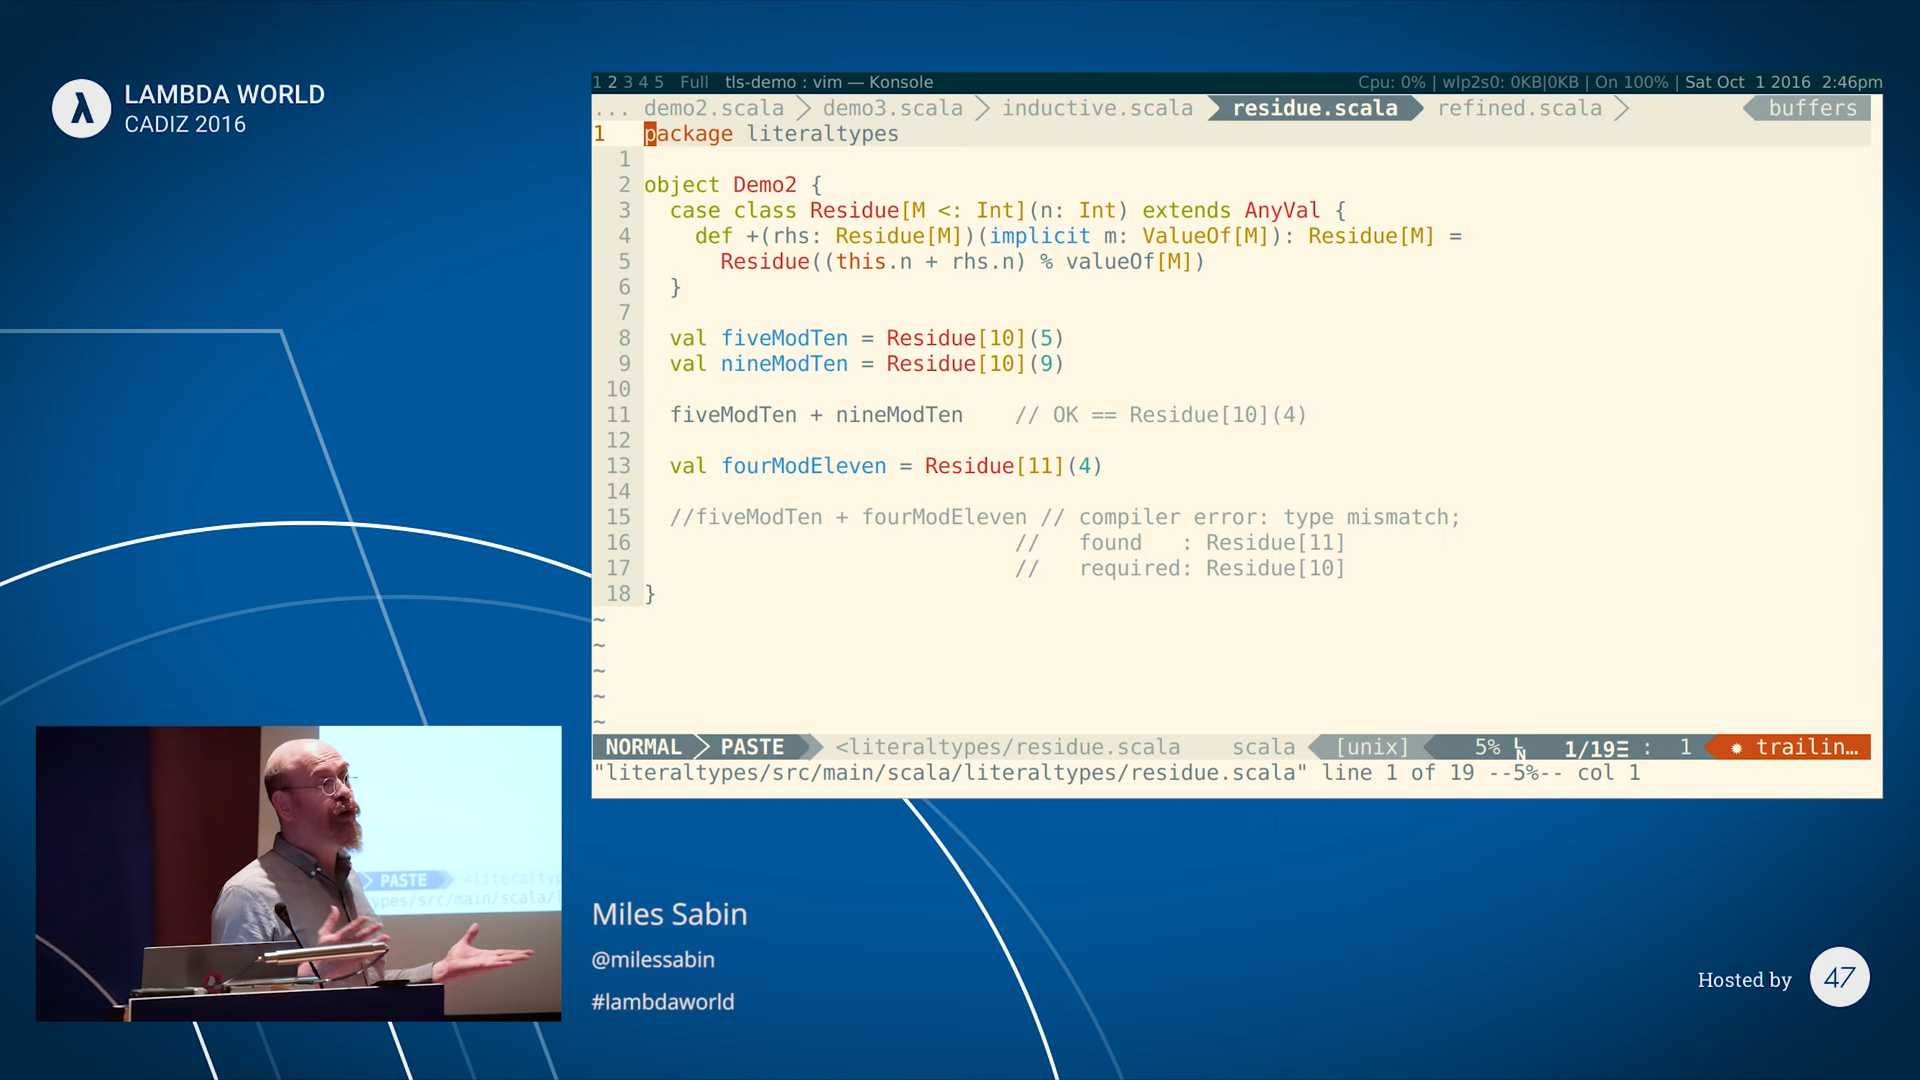 LAMBDA WORLD
CADIZ 2016
1 2 3 4 5 Full tls-demo : vim — Konsole Cpu: 0% | wlp2s0: 0KB|0KB | On 100% | Sat Oct 1 2016 2:46pm
... demo2.scala demo3.scala inductive.scala residue.scala refined.scala buffers
1 package literaltypes
1
2 object Demo2 {
3 case class Residue[M <: Int](n: Int) extends AnyVal {
4 def +(rhs: Residue[M])(implicit m: ValueOf[M]): Residue[M] =
5 Residue((this.n + rhs.n) % valueOf[M])
6 }
7
8 val fiveModTen = Residue[10](5)
9 val nineModTen = Residue[10](9)
10
11 fiveModTen + nineModTen // OK == Residue[10](4)
12
13 val fourModEleven = Residue[11](4)
14
15 //fiveModTen + fourModEleven // compiler error: type mismatch;
16 // found : Residue[11]
17 // required: Residue[10]
18 }
~
~
~
~
~
NORMAL PASTE <literaltypes/residue.scala scala [unix] 5% 1/19 : 1 trailin...
"literaltypes/src/main/scala/literaltypes/residue.scala" line 1 of 19 --5%-- col 1
PASTE <literaltyp
ypes/src/main/scala/l
Miles Sabin
@milessabin
#lambdaworld
Hosted by 47